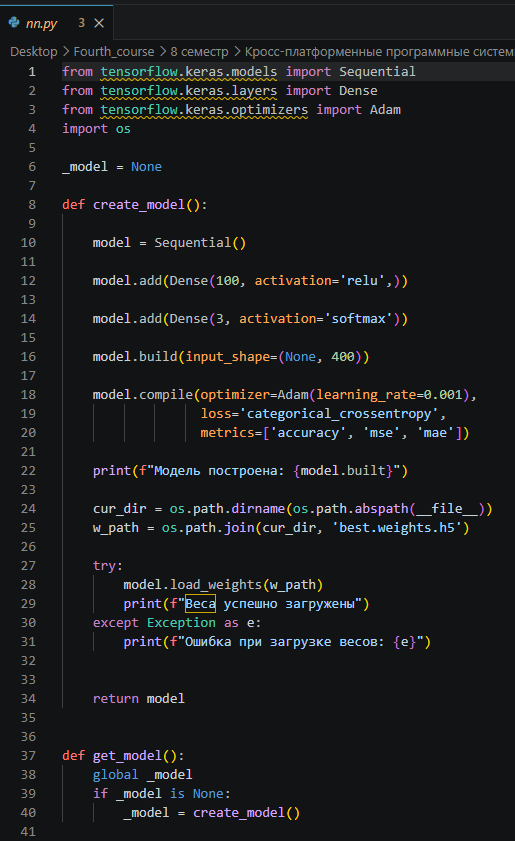 nn.py 3 ×
Desktop > Fourth_course > 8 семестр > Кросс-платформенные программные систем
1 from tensorflow.keras.models import Sequential
2 from tensorflow.keras.layers import Dense
3 from tensorflow.keras.optimizers import Adam
4 import os
5
6 _model = None
7
8 def create_model():
9
10     model = Sequential()
11
12     model.add(Dense(100, activation='relu',))
13
14     model.add(Dense(3, activation='softmax'))
15
16     model.build(input_shape=(None, 400))
17
18     model.compile(optimizer=Adam(learning_rate=0.001),
19                   loss='categorical_crossentropy',
20                   metrics=['accuracy', 'mse', 'mae'])
21
22     print(f"Модель построена: {model.built}")
23
24     cur_dir = os.path.dirname(os.path.abspath(__file__))
25     w_path = os.path.join(cur_dir, 'best.weights.h5')
26
27     try:
28         model.load_weights(w_path)
29         print(f"Веса успешно загружены")
30     except Exception as e:
31         print(f"Ошибка при загрузке весов: {e}")
32
33
34     return model
35
36
37 def get_model():
38     global _model
39     if _model is None:
40         _model = create_model()
41